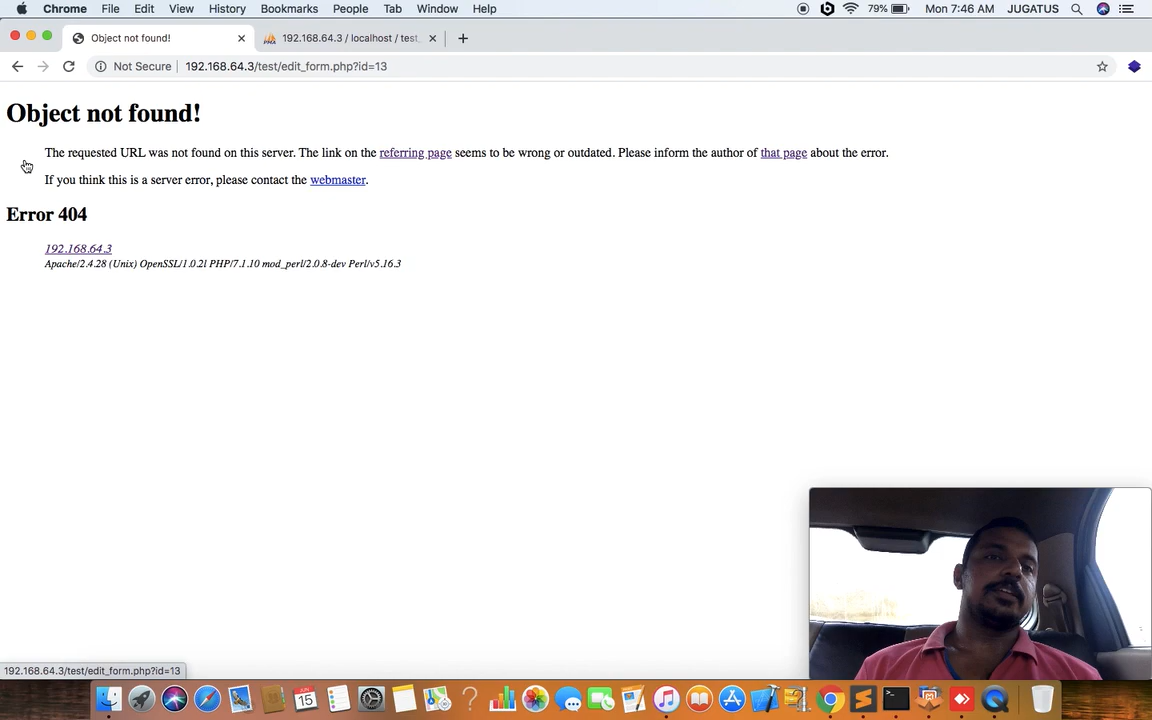 Chrome File Edit View History Bookmarks People Tab Window Help 79% Mon 7:46 AM JUGATUS
Object not found! 192.168.64.3 / localhost / test
Not Secure 192.168.64.3/test/edit_form.php?id=13
Object not found!
The requested URL was not found on this server. The link on the referring page seems to be wrong or outdated. Please inform the author of that page about the error.
If you think this is a server error, please contact the webmaster.
Error 404
192.168.64.3
Apache/2.4.28 (Unix) OpenSSL/1.0.2l PHP/7.1.10 mod_perl/2.0.8-dev Perl/v5.16.3
192.168.64.3/test/edit_form.php?id=13
15